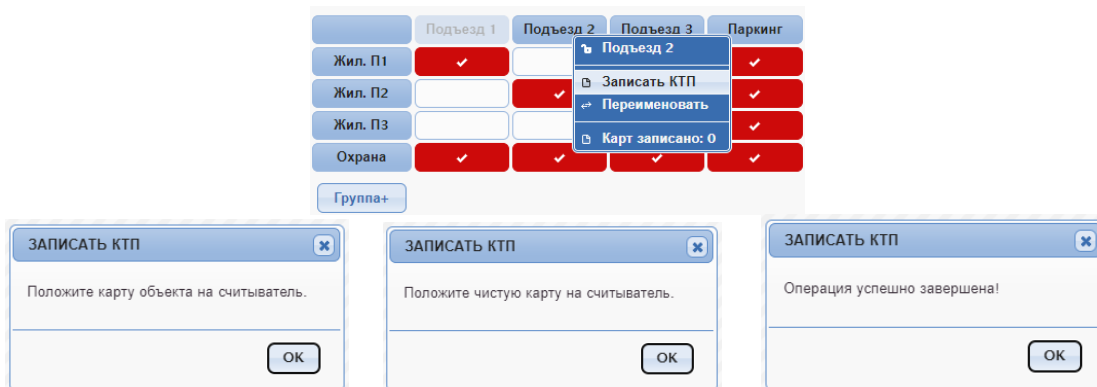 Подъезд 1 Подъезд 2 Подъезд 3 Паркинг
Подъезд 2
Жил. П1
Записать КТП
Жил. П2
Переименовать
Жил. П3
Карт записано: 0
Охрана
Группа+
ЗАПИСАТЬ КТП
Положите карту объекта на считыватель.
OK
ЗАПИСАТЬ КТП
Положите чистую карту на считыватель.
OK
ЗАПИСАТЬ КТП
Операция успешно завершена!
OK